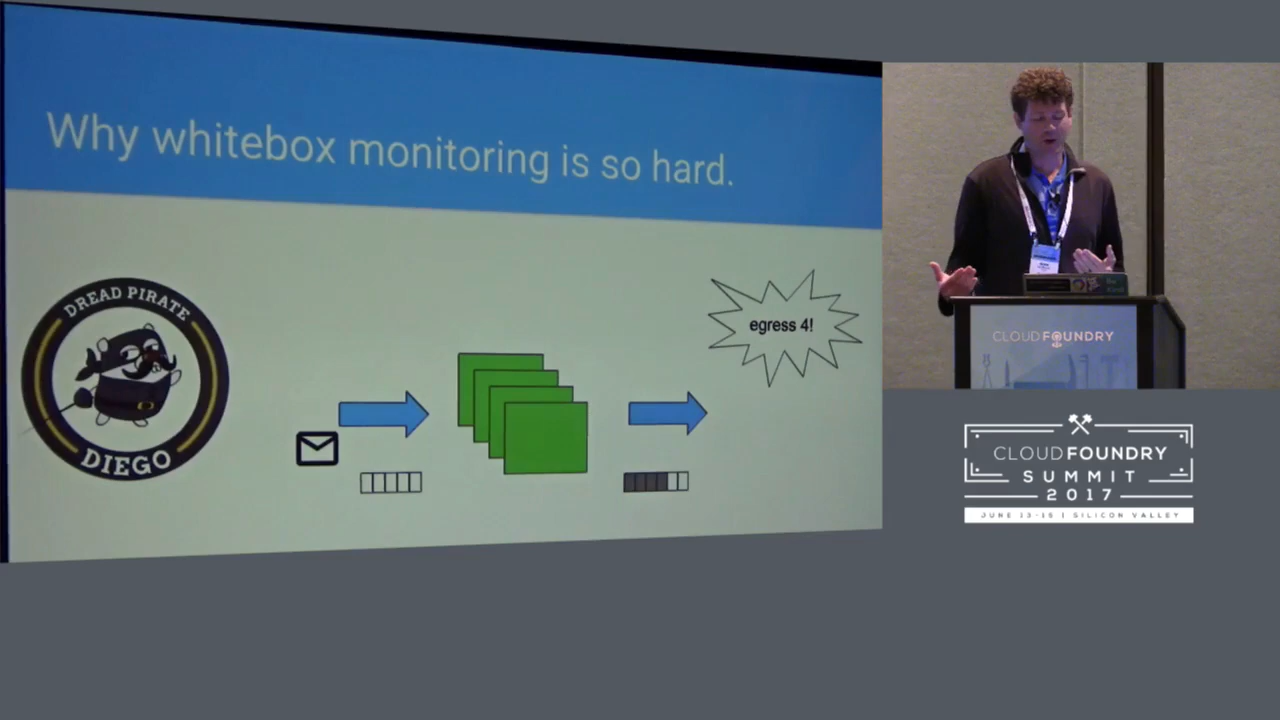 Why whitebox monitoring is so hard.
DREAD PIRATE
DIEGO
egress 4!
CLOUDFOUNDRY
CLOUDFOUNDRY
SUMMIT
2017
JUNE 13-15 | SILICON VALLEY